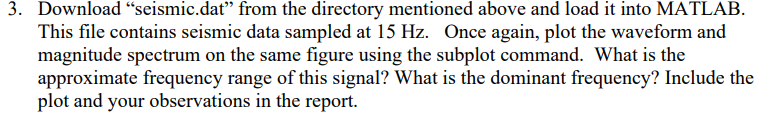 3. Download “seismic.dat” from the directory mentioned above and load it into MATLAB.
This file contains seismic data sampled at 15 Hz.  Once again, plot the waveform and
magnitude spectrum on the same figure using the subplot command.  What is the
approximate frequency range of this signal? What is the dominant frequency? Include the
plot and your observations in the report.